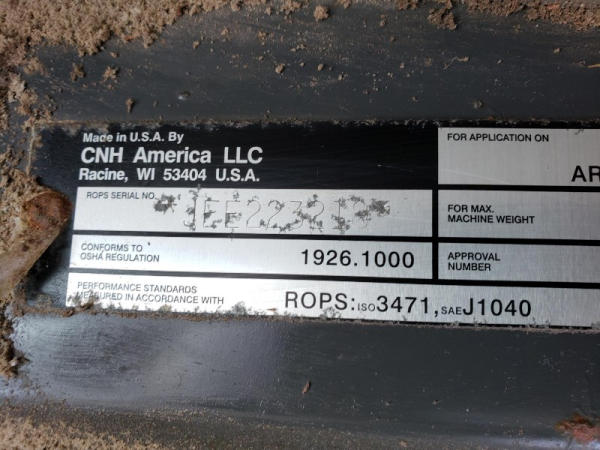 Made in U.S.A. By
CNH America LLC
Racine, WI 53404 U.S.A.
ROPS SERIAL NO.
CONFORMS TO
OSHA REGULATION
1926.1000
PERFORMANCE STANDARDS
MEASURED IN ACCORDANCE WITH
ROPS: ISO 3471, SAE J1040
FOR APPLICATION ON
AR
FOR MAX.
MACHINE WEIGHT
APPROVAL
NUMBER